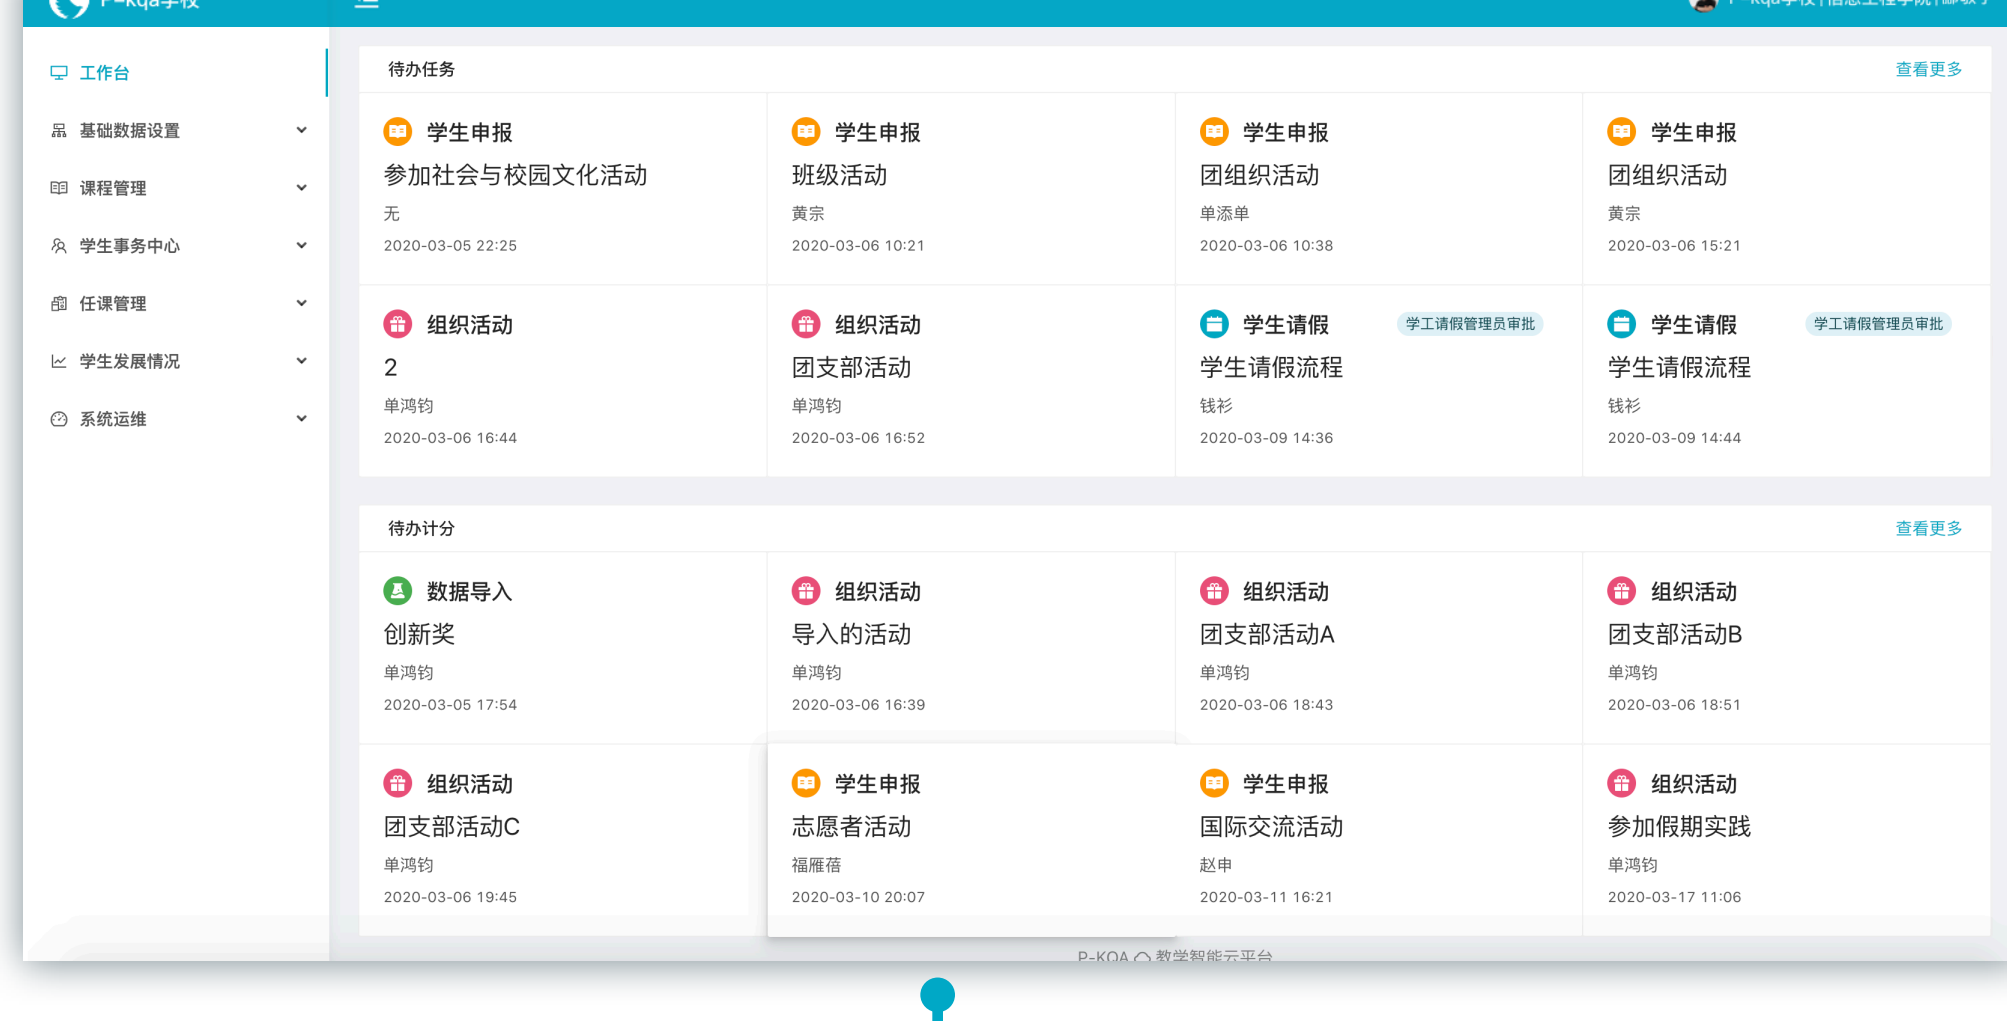 P-kqa学校
工作台
基础数据设置
课程管理
学生事务中心
任课管理
学生发展情况
系统运维
待办任务
查看更多
学生申报
参加社会与校园文化活动
无
2020-03-05 22:25
学生申报
班级活动
黄宗
2020-03-06 10:21
学生申报
团组织活动
单添单
2020-03-06 10:38
学生申报
团组织活动
黄宗
2020-03-06 15:21
组织活动
2
单鸿钧
2020-03-06 16:44
组织活动
团支部活动
单鸿钧
2020-03-06 16:52
学生请假
学工请假管理员审批
学生请假流程
钱衫
2020-03-09 14:36
学生请假
学工请假管理员审批
学生请假流程
钱衫
2020-03-09 14:44
待办计分
查看更多
数据导入
创新奖
单鸿钧
2020-03-05 17:54
组织活动
导入的活动
单鸿钧
2020-03-06 16:39
组织活动
团支部活动A
单鸿钧
2020-03-06 18:43
组织活动
团支部活动B
单鸿钧
2020-03-06 18:51
组织活动
团支部活动C
单鸿钧
2020-03-06 19:45
学生申报
志愿者活动
福雁蓓
2020-03-10 20:07
学生申报
国际交流活动
赵申
2020-03-11 16:21
组织活动
参加假期实践
单鸿钧
2020-03-17 11:06
P-KQA 教学智能云平台